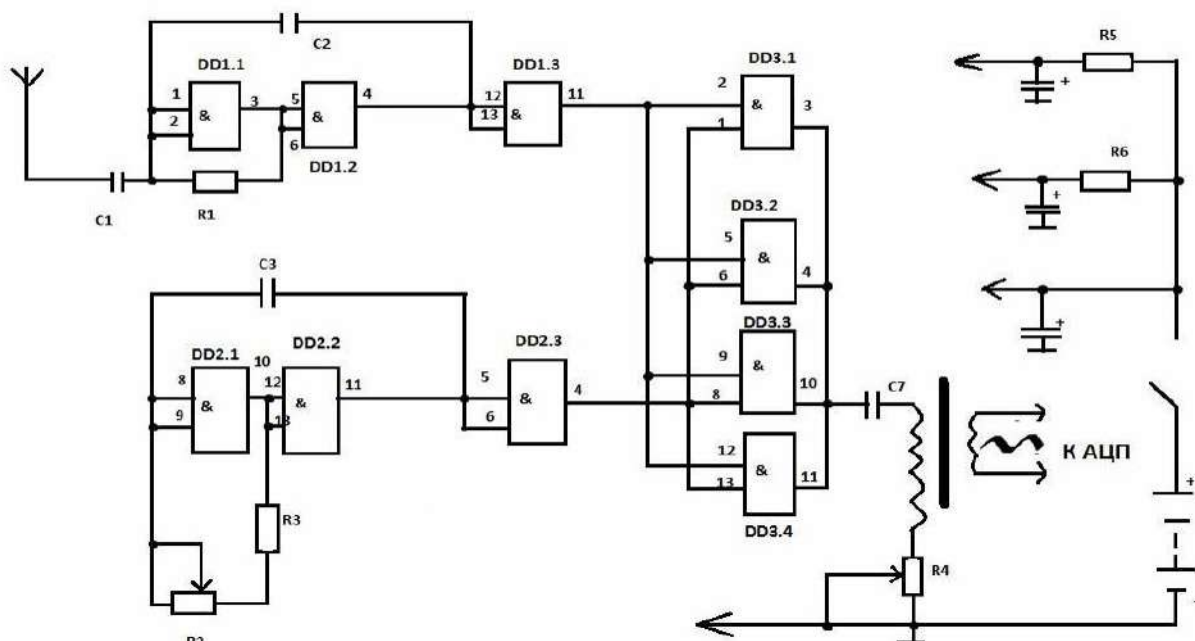 C2
R5
DD1.1
DD1.3
DD3.1
+
1
3
5
4
12
11
2
3
&
&
&
&
2
6
13
1
DD1.2
R6
C1
R1
+
DD3.2
5
&
4
C3
6
+
DD3.3
DD2.1
10
DD2.2
DD2.3
9
8
12
11
5
&
10
C7
&
&
&
4
8
9
13
6
К АЦП
12
&
11
+
13
R3
DD3.4
R4